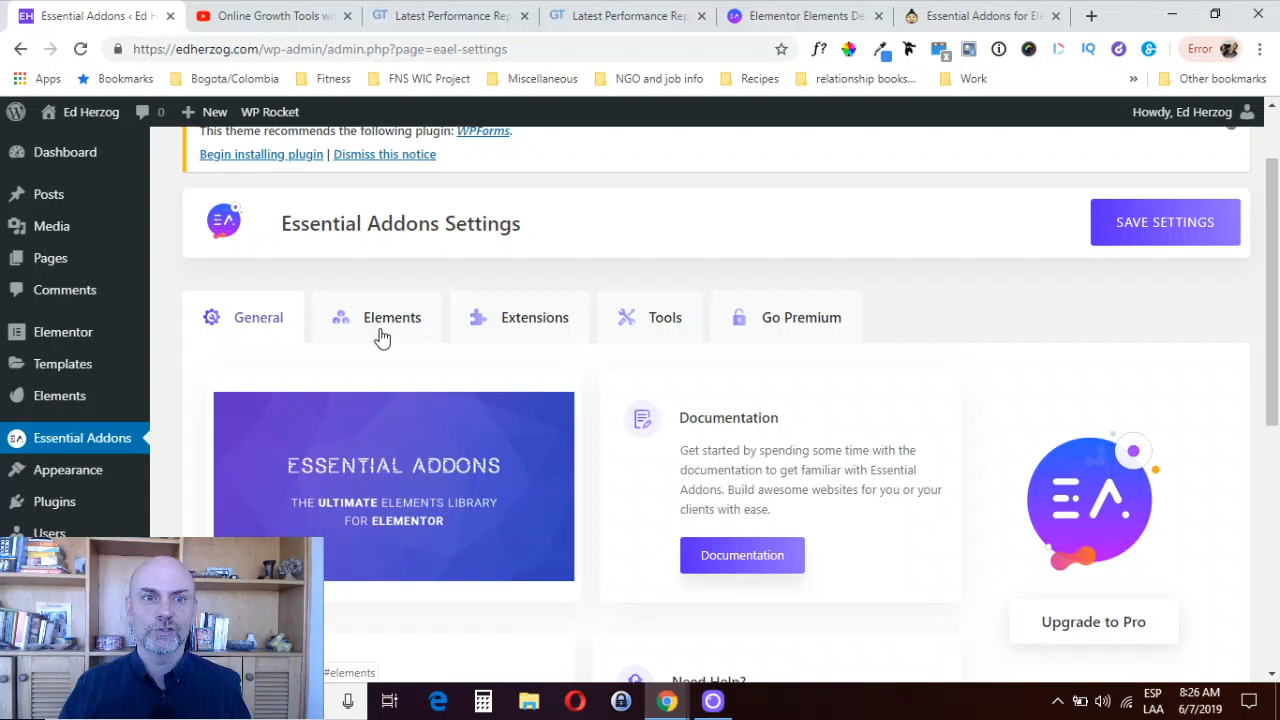 Essential Addons ‹ Ed H
Online Growth Tools w
GT Latest Performance Rep
GT Latest Performance Rep
Elementor Elements De
Essential Addons for El
https://edherzog.com/wp-admin/admin.php?page=eael-settings
f?
IQ
Error
Apps
Bookmarks
Bogota/Colombia
Fitness
FNS WIC Project
Miscellaneous
NGO and job info
Recipes
relationship books...
Work
»
Other bookmarks
Ed Herzog
0
New
WP Rocket
Howdy, Ed Herzog
Dashboard
Posts
Media
Pages
Comments
Elementor
Templates
Elements
Essential Addons
Appearance
Plugins
Users
This theme recommends the following plugin: WPForms.
Begin installing plugin | Dismiss this notice
Essential Addons Settings
SAVE SETTINGS
General
Elements
Extensions
Tools
Go Premium
ESSENTIAL ADDONS
THE ULTIMATE ELEMENTS LIBRARY
FOR ELEMENTOR
Documentation
Get started by spending some time with the
documentation to get familiar with Essential
Addons. Build awesome websites for you or your
clients with ease.
Documentation
Upgrade to Pro
Need Help?
#elements
ESP
LAA
8:26 AM
6/7/2019